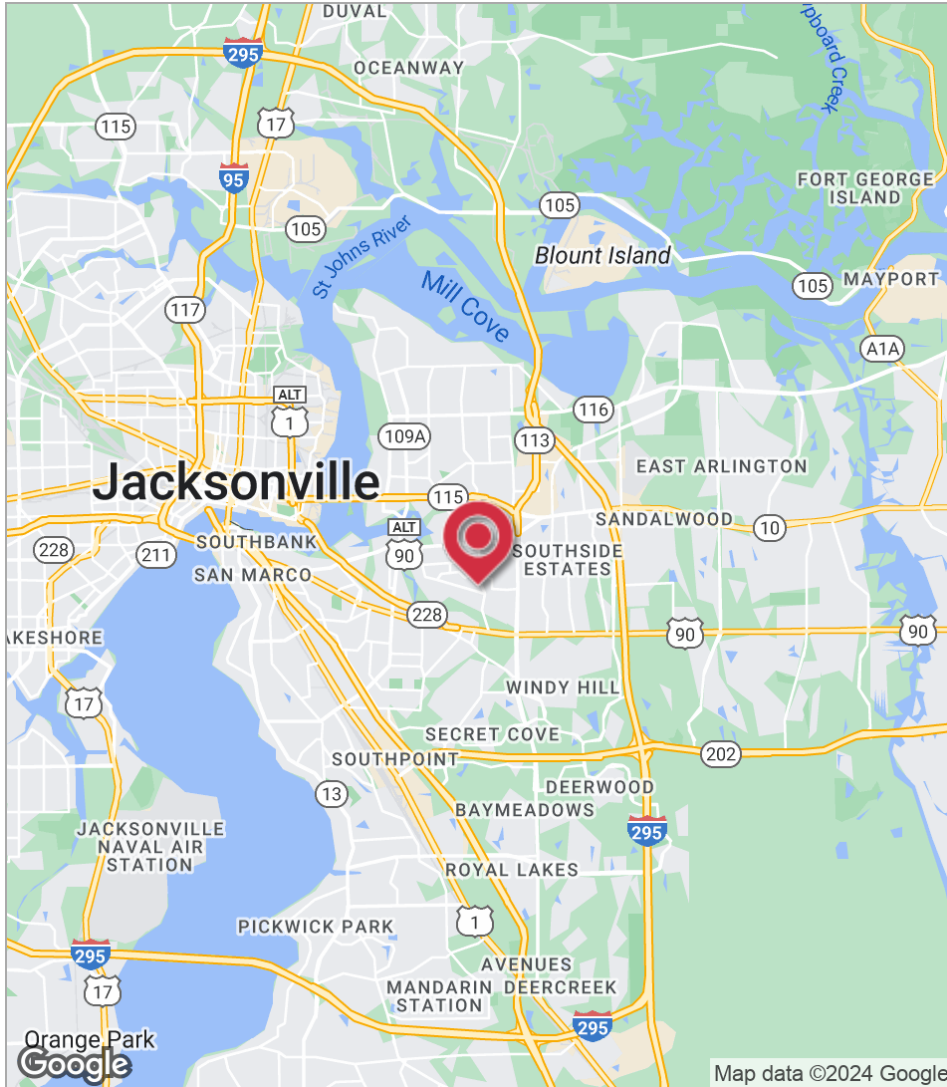 DUVAL
295
OCEANWAY
17
115
95
FORT GEORGE
ISLAND
105
105
St Johns River
Blount Island
Mill Cove
MAYPORT
105
117
A1A
ALT
1
116
109A
113
EAST ARLINGTON
Jacksonville
115
SANDALWOOD
10
ALT
90
228
211
SOUTHBANK
SOUTHSIDE
ESTATES
SAN MARCO
228
90
90
AKESHORE
17
WINDY HILL
SECRET COVE
202
SOUTHPOINT
13
DEERWOOD
BAYMEADOWS
JACKSONVILLE
NAVAL AIR
STATION
295
ROYAL LAKES
PICKWICK PARK
1
295
17
AVENUES
MANDARIN
STATION
DEERCREEK
295
Orange Park
Google
Map data ©2024 Google